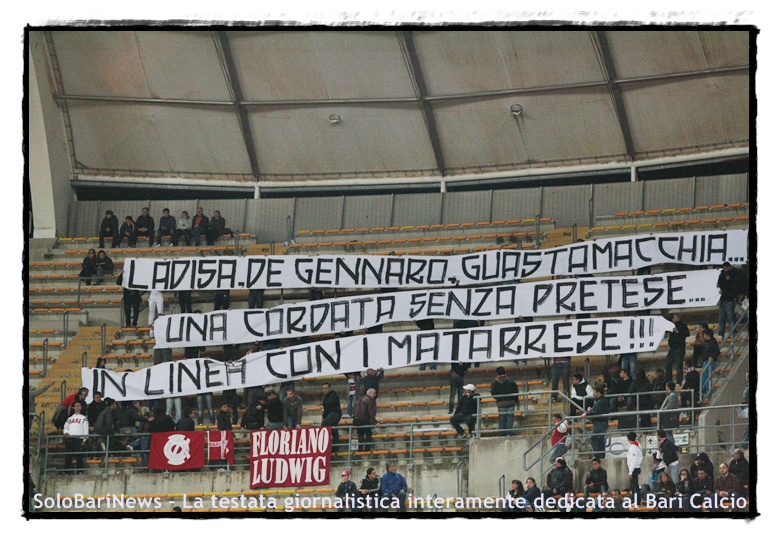 LADISA.DE GENNARO.GUASTAMACCHIA...
UNA CORDATA SENZA PRETESE....
IN LINEA CON I MATARRESE!!!
FLORIANO
LUDWIG
SoloBariNews - La testata giornalistica interamente dedicata al Bari Calcio